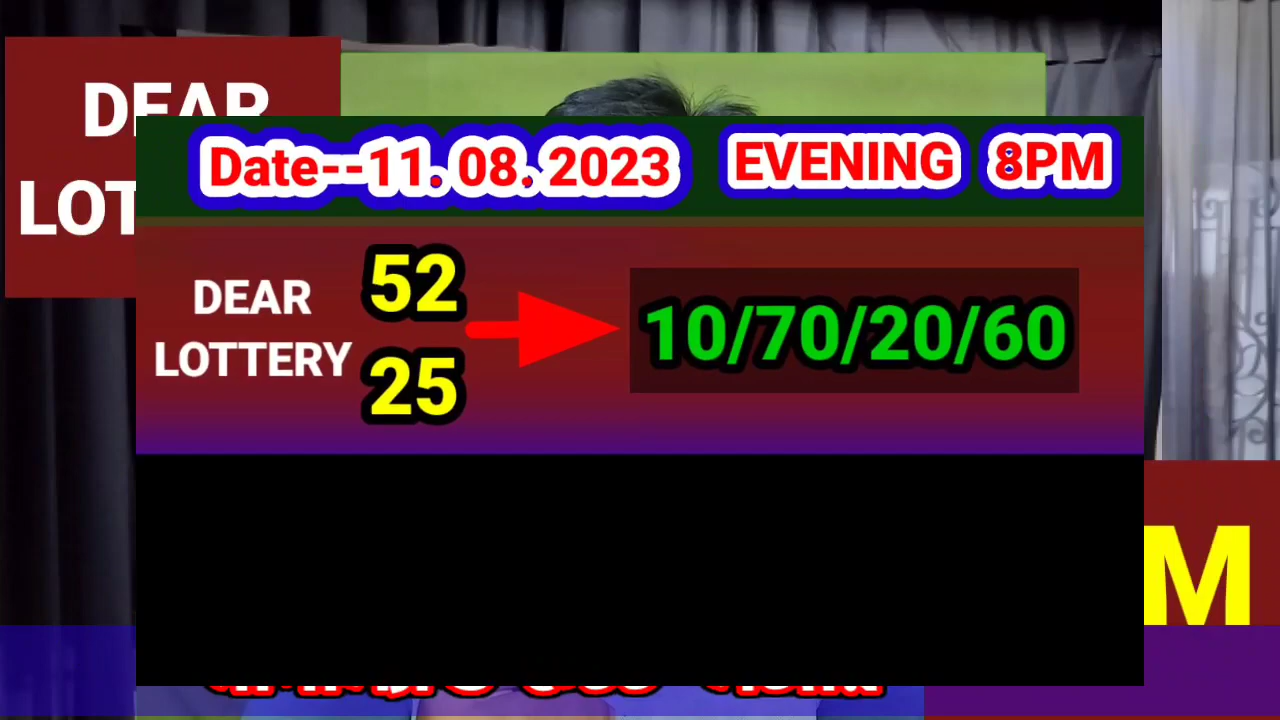 DEAR
LOT
Date--11. 08. 2023 EVENING 8PM
DEAR
LOTTERY
52
25
10/70/20/60
M